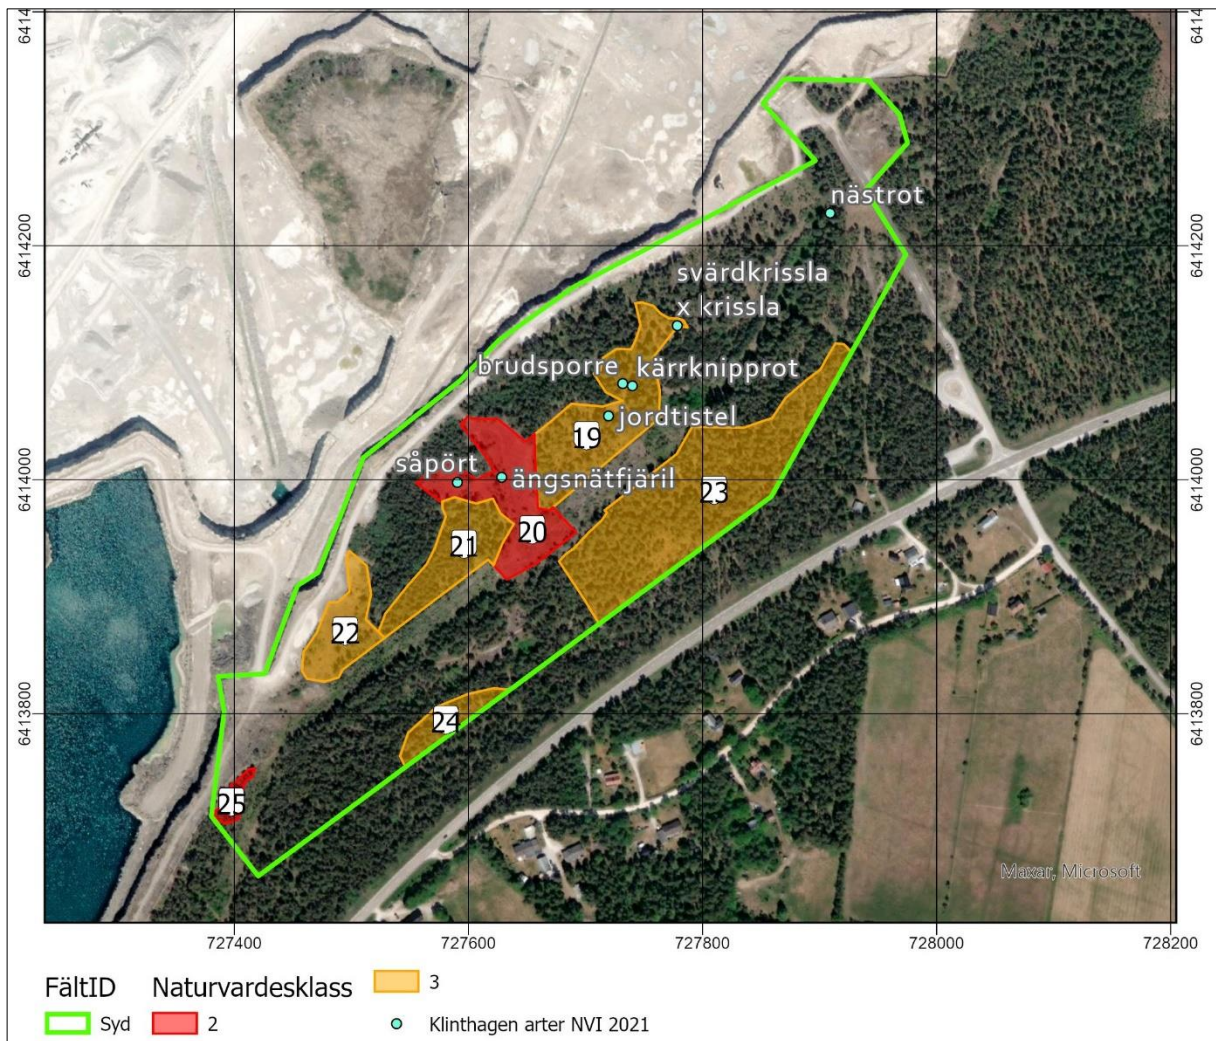 6414
6414
nästrot
6414200
6414200
svärdkrissla
x krissla
brudsporre
kärrknipprot
jordtistel
19
såpört
ängsnätfjäril
6414000
6414000
23
20
21
22
24
6413800
6413800
25
Maxar, Microsoft
727400
727600
727800
728000
728200
FältID
Naturvardesklass
3
Syd
2
Klinthagen arter NVI 2021